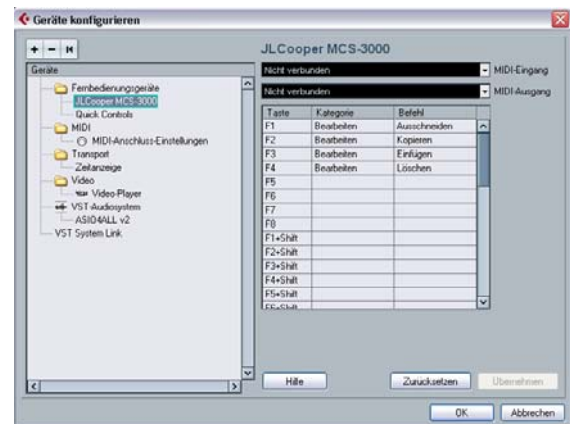 Geräte konfigurieren
+ - |◄
Geräte
Fernbedienungsgeräte
JLCooper MCS-3000
Quick Controls
MIDI
MIDI-Anschluss-Einstellungen
Transport
Zeitanzeige
Video
Video-Player
VST-Audiosystem
ASIO4ALL v2
VST System Link
JLCooper MCS-3000
Nicht verbunden MIDI-Eingang
Nicht verbunden MIDI-Ausgang
Taste Kategorie Befehl
F1 Bearbeiten Ausschneiden
F2 Bearbeiten Kopieren
F3 Bearbeiten Einfügen
F4 Bearbeiten Löschen
F5
F6
F7
F8
F1+Shift
F2+Shift
F3+Shift
F4+Shift
F5+Shift
F6+Shift
Hilfe Zurücksetzen Übernehmen
OK Abbrechen